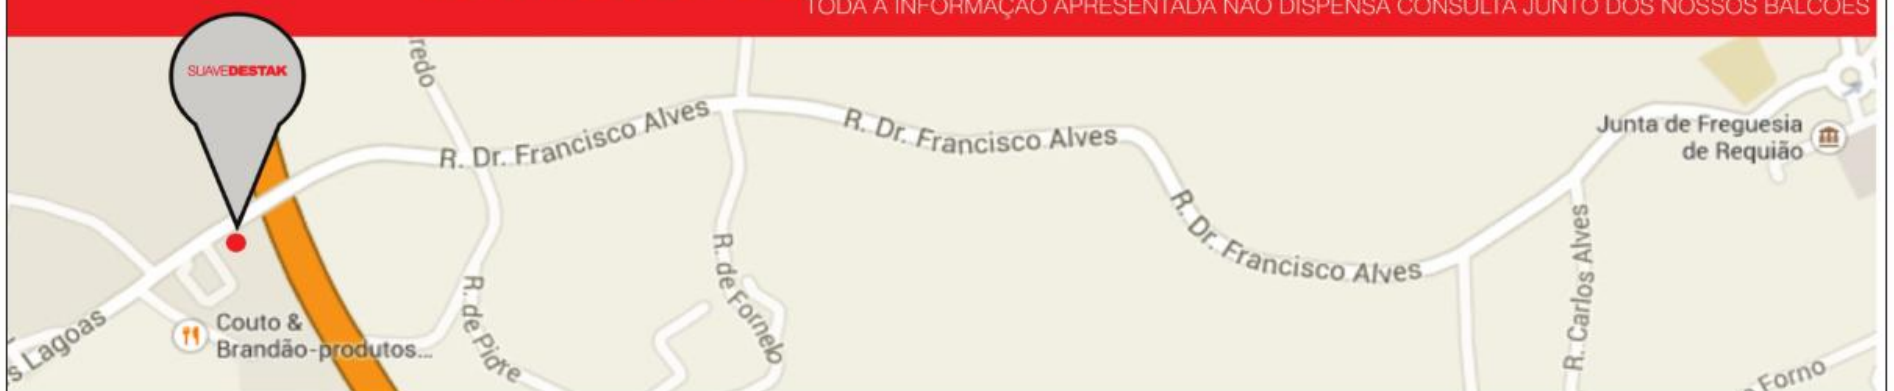 TODA A INFORMAÇÃO APRESENTADA NÃO DISPENSA CONSULTA JUNTO DOS NOSSOS BALCÕES
SUAVEDESTAK
redo
R. Dr. Francisco Alves
R. Dr. Francisco Alves
Junta de Freguesia
de Requião
R. Dr. Francisco Alves
R. Carlos Alves
R. de Fornelo
R. de Piore
Couto &
Brandão-produtos...
s Lagoas
Forno